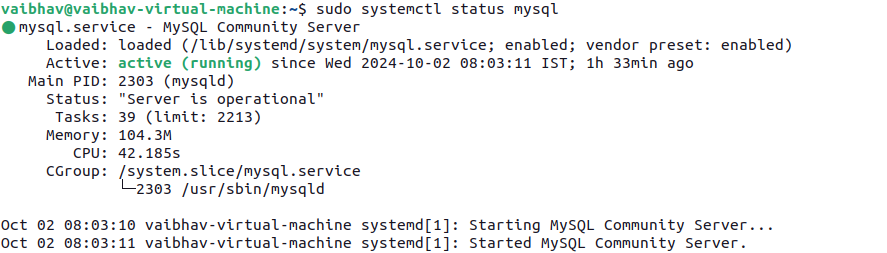 vaibhav@vaibhav-virtual-machine:~$ sudo systemctl status mysql
● mysql.service - MySQL Community Server
     Loaded: loaded (/lib/systemd/system/mysql.service; enabled; vendor preset: enabled)
     Active: active (running) since Wed 2024-10-02 08:03:11 IST; 1h 33min ago
   Main PID: 2303 (mysqld)
     Status: "Server is operational"
      Tasks: 39 (limit: 2213)
     Memory: 104.3M
        CPU: 42.185s
     CGroup: /system.slice/mysql.service
             └─2303 /usr/sbin/mysqld

Oct 02 08:03:10 vaibhav-virtual-machine systemd[1]: Starting MySQL Community Server...
Oct 02 08:03:11 vaibhav-virtual-machine systemd[1]: Started MySQL Community Server.